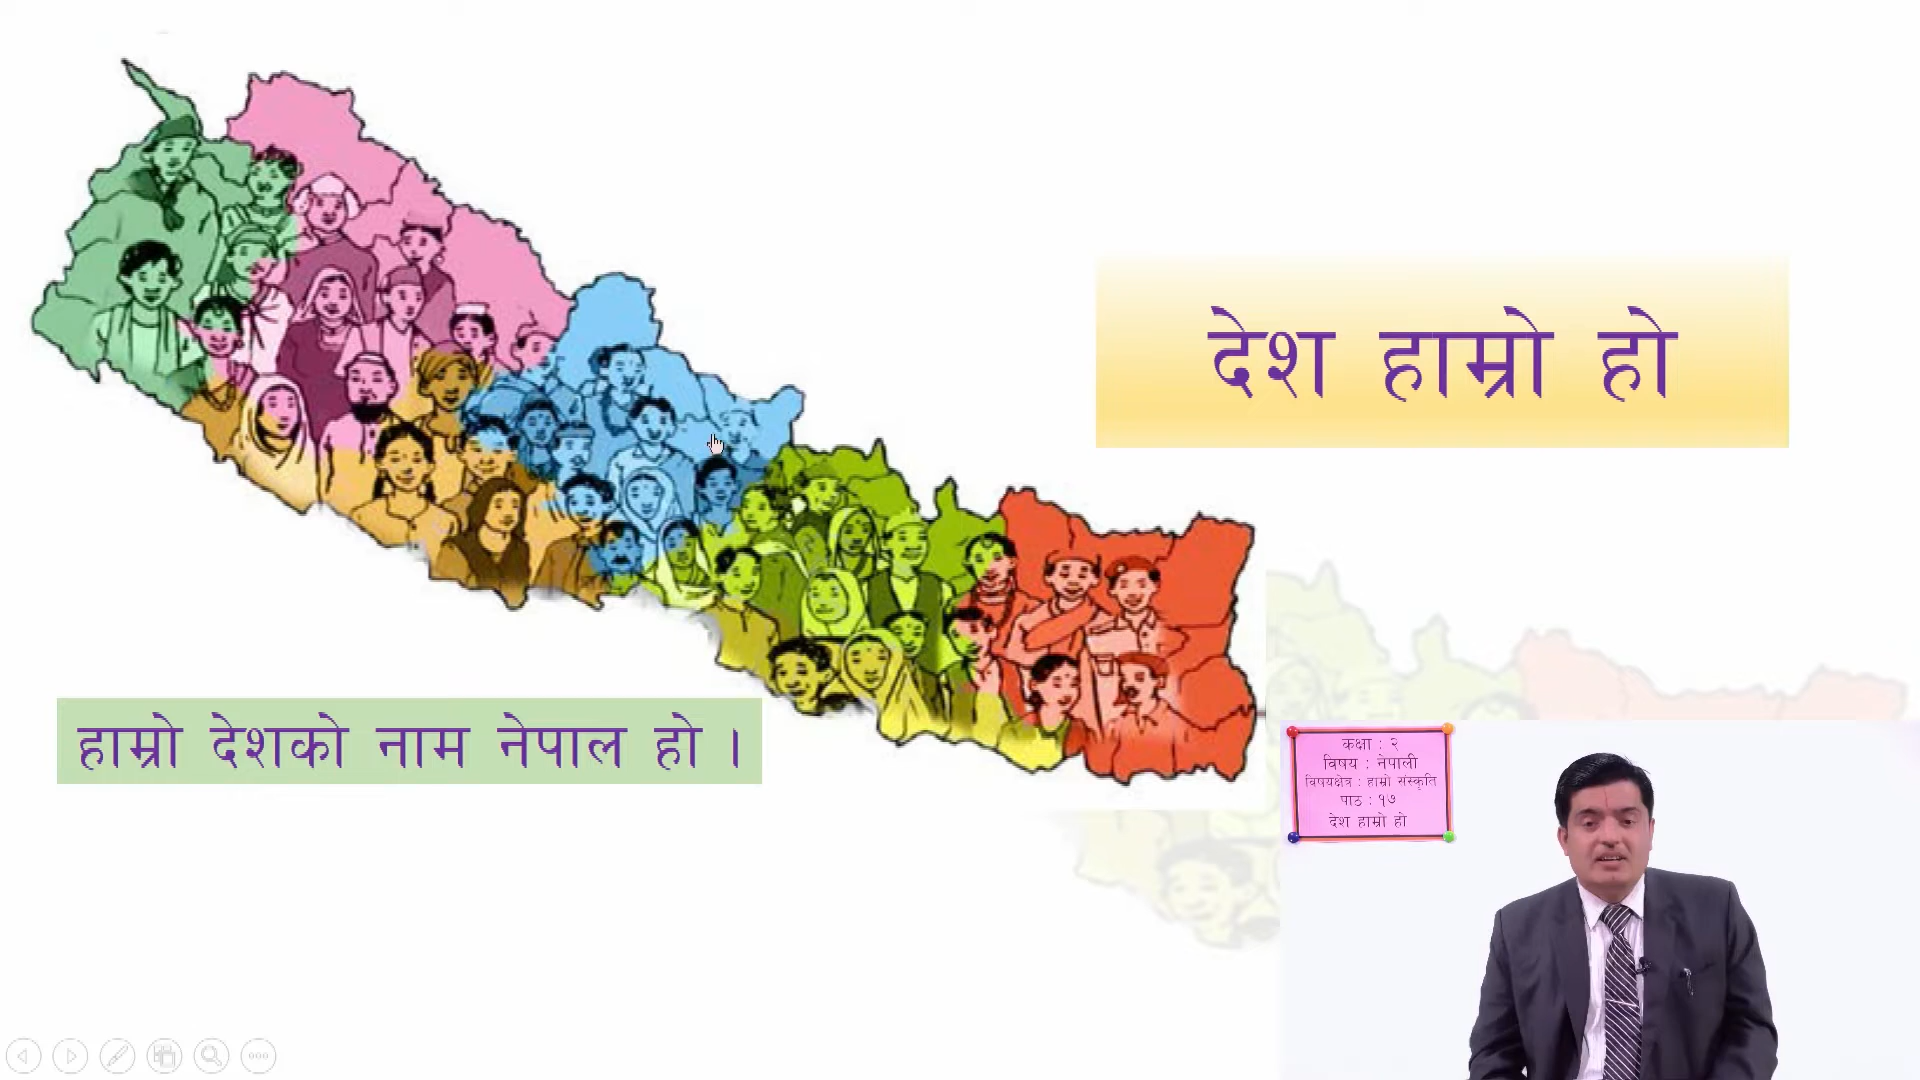 देश हाम्रो हो
हाम्रो देशको नाम नेपाल हो ।
कक्षा : २
विषय : नेपाली
विषयक्षेत्र : हाम्रो संस्कृति
पाठ : १७
देश हाम्रो हो